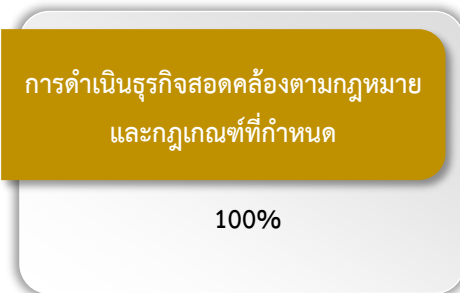 การดำเนินธุรกิจสอดคล้องตามกฎหมาย
และกฎเกณฑ์ที่กำหนด
100%